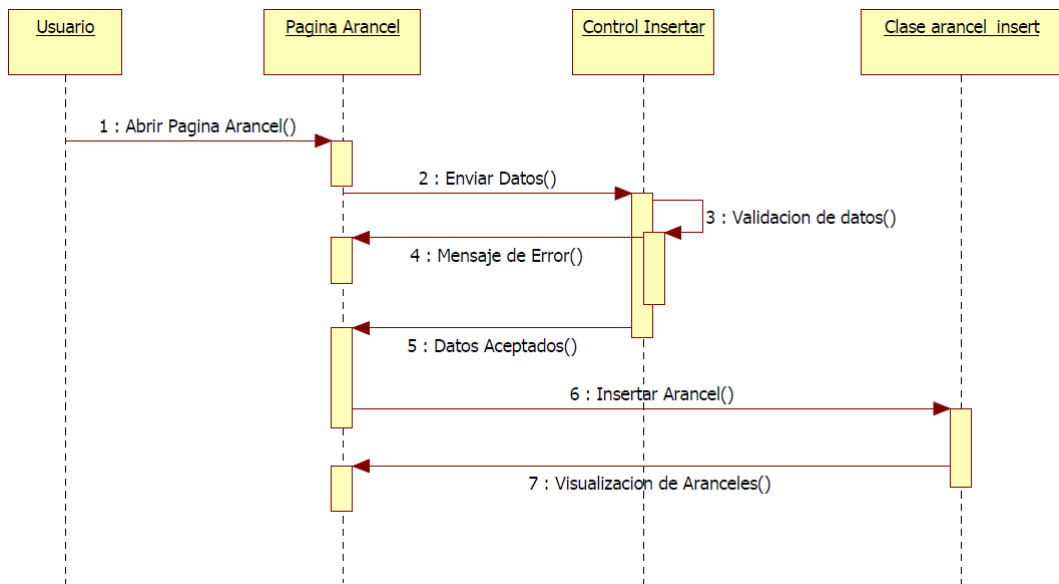 Usuario
Pagina Arancel
Control Insertar
Clase arancel_insert
1 : Abrir Pagina Arancel()
2 : Enviar Datos()
3 : Validacion de datos()
4 : Mensaje de Error()
5 : Datos Aceptados()
6 : Insertar Arancel()
7 : Visualizacion de Aranceles()